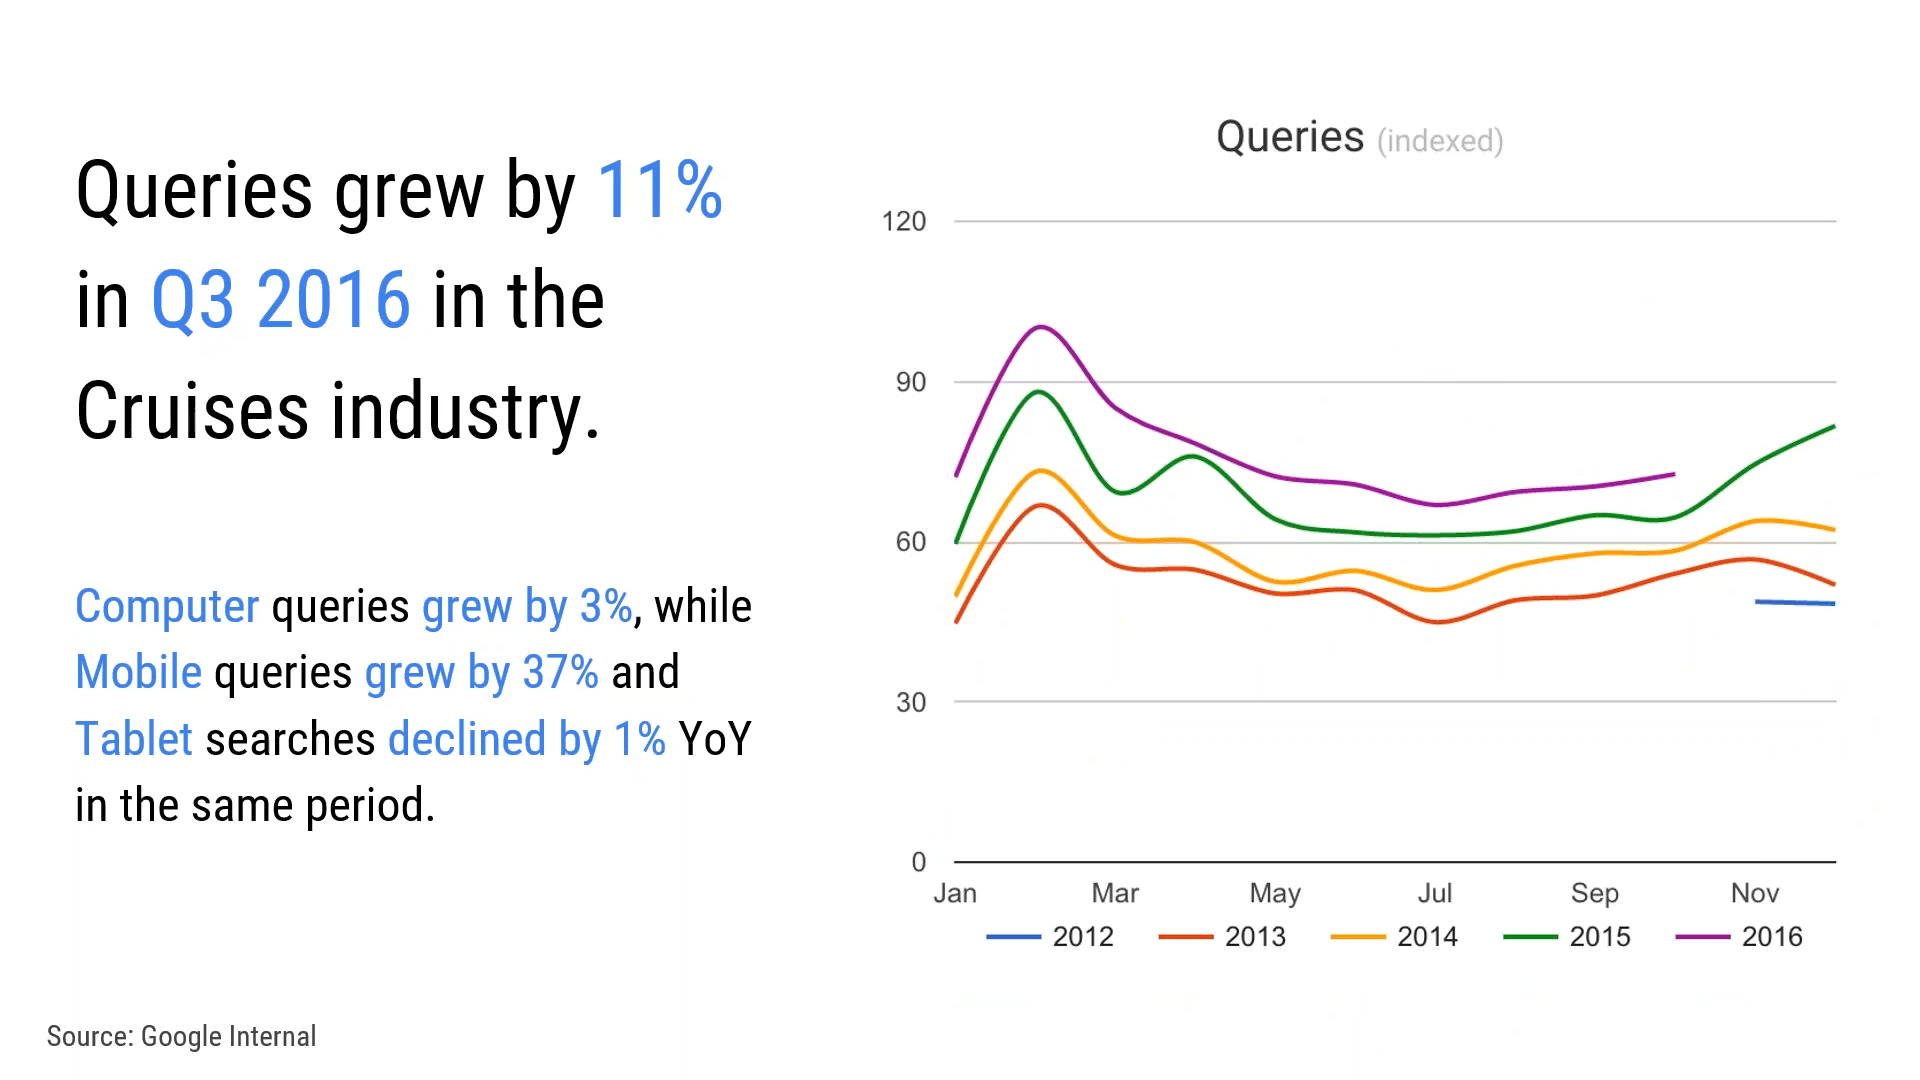 Queries grew by 11%
in Q3 2016 in the
Cruises industry.
Computer queries grew by 3%, while
Mobile queries grew by 37% and
Tablet searches declined by 1% YoY
in the same period.
Source: Google Internal
Queries (indexed)
120
90
60
30
0
Jan Mar May Jul Sep Nov
2012 2013 2014 2015 2016